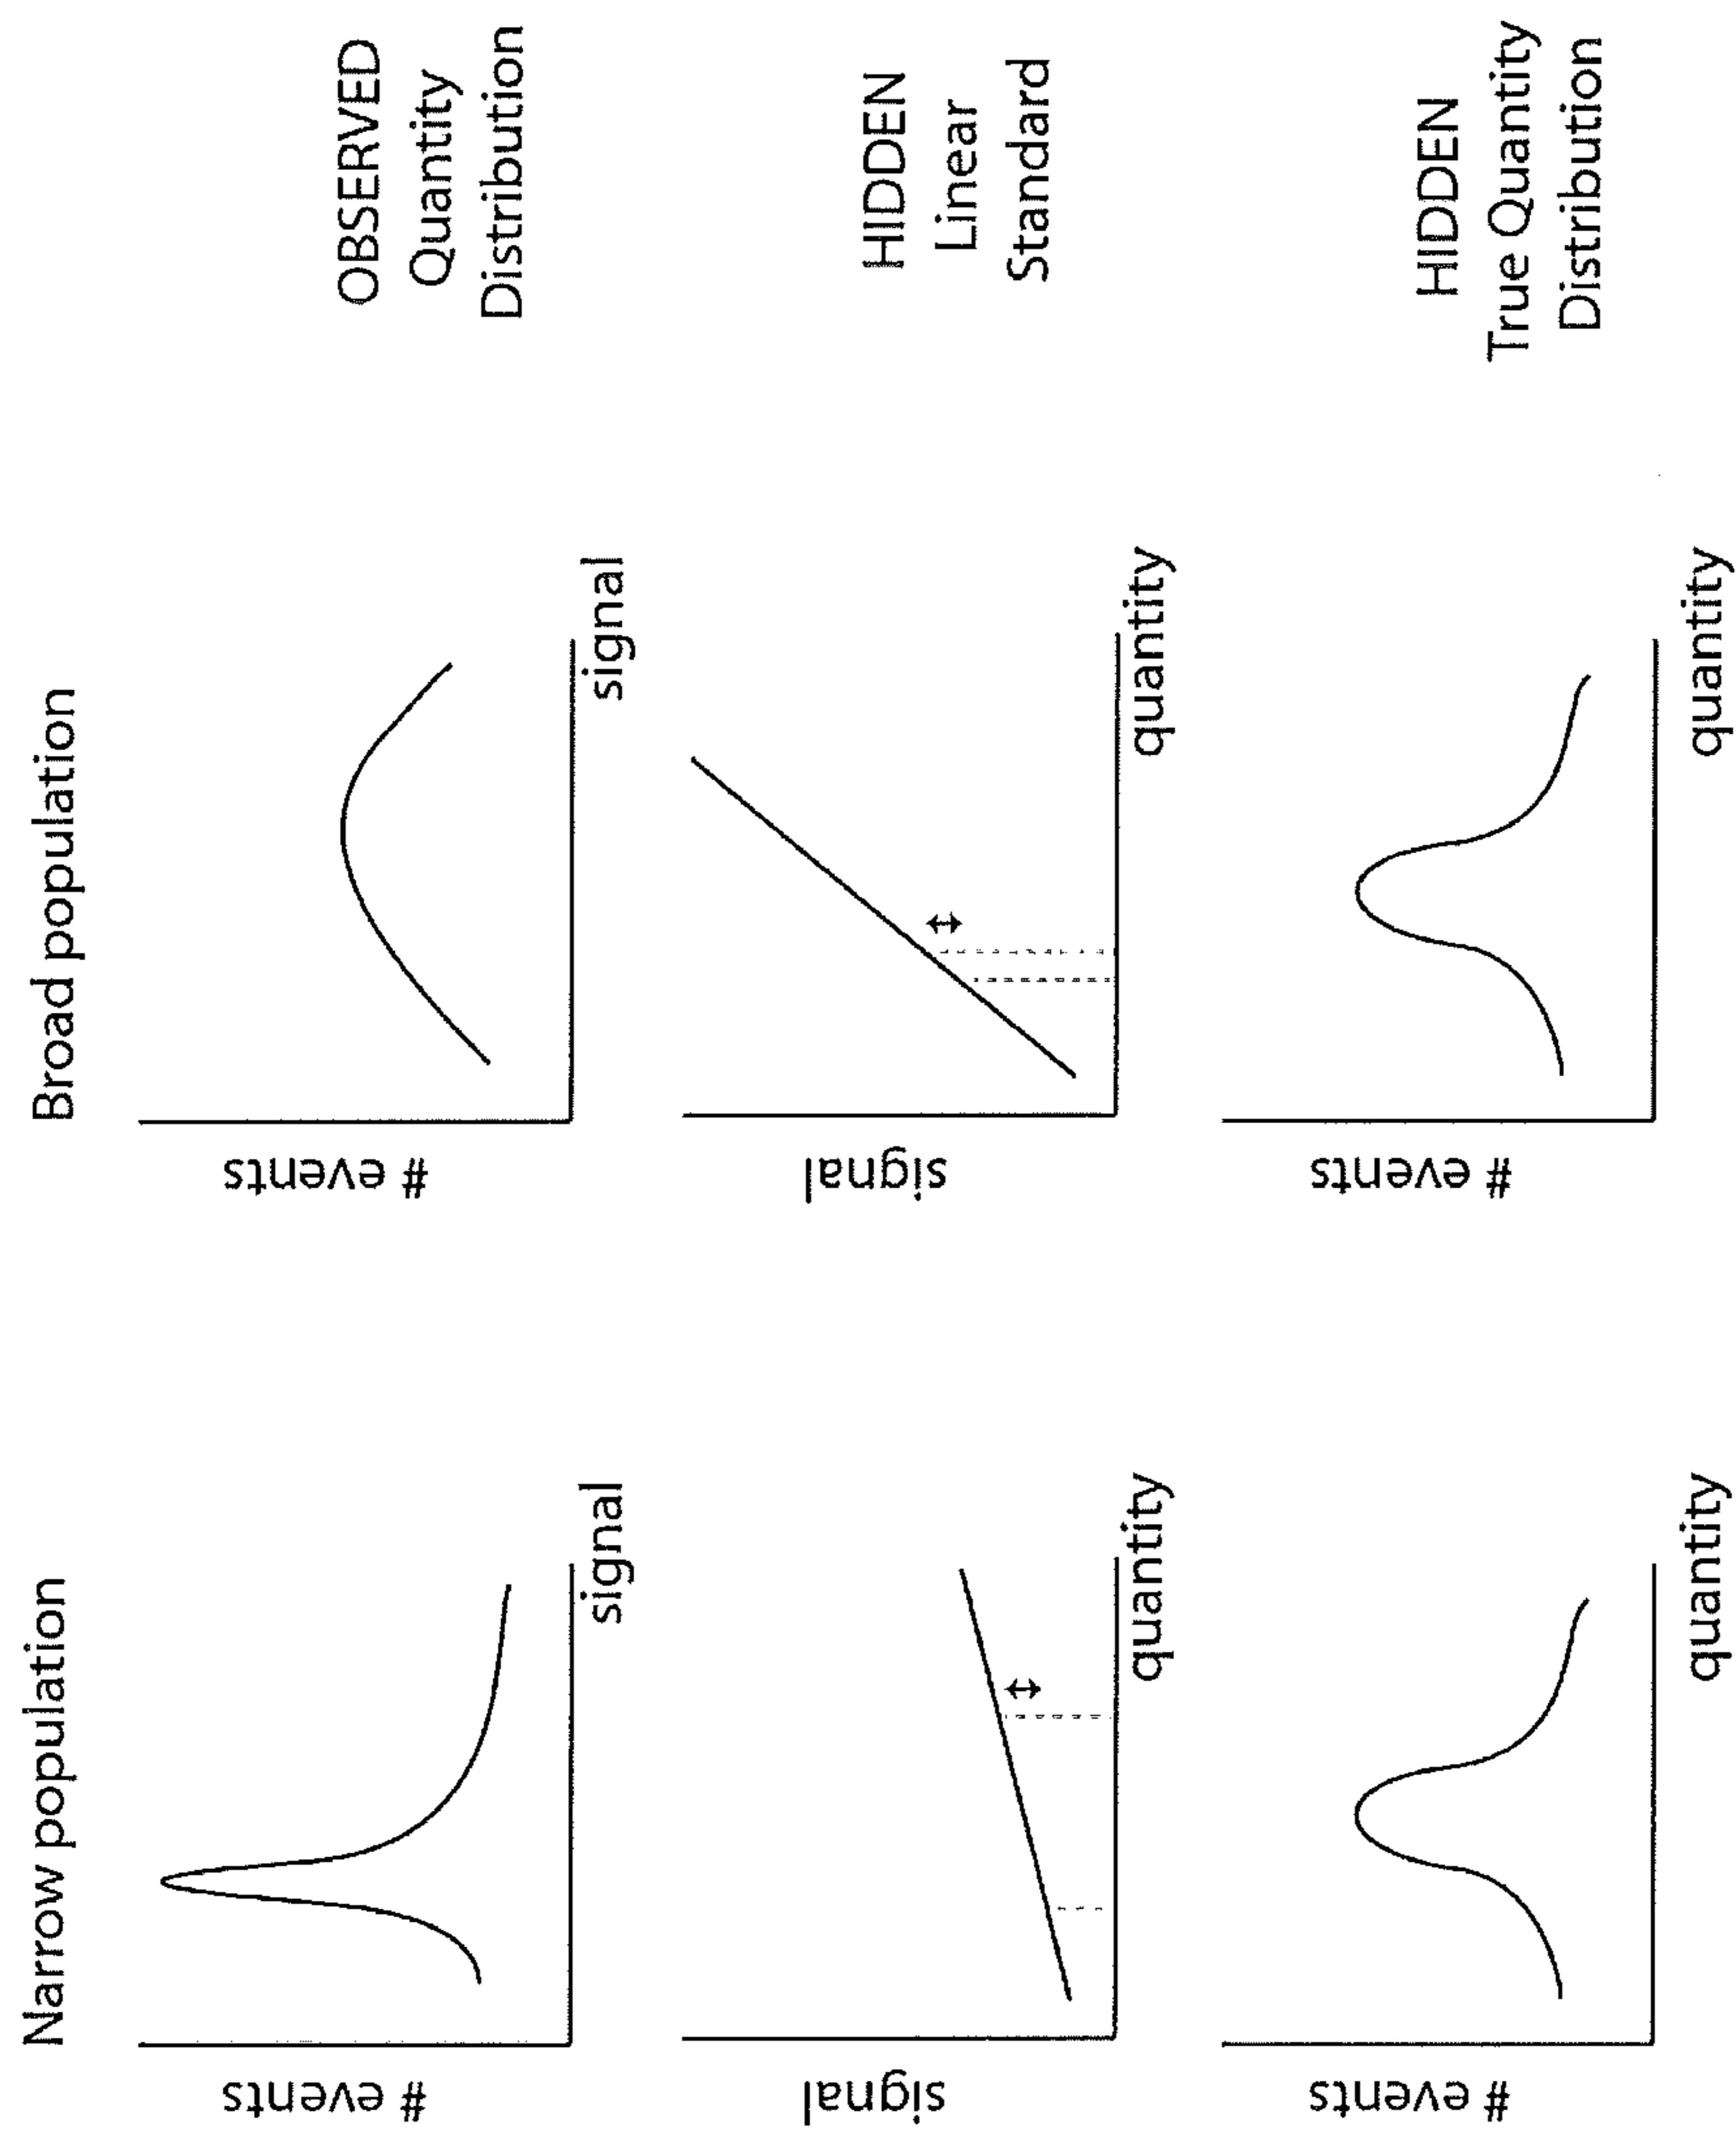 Narrow population
Broad population
# events
signal
# events
signal
OBSERVED
Quantity
Distribution
signal
quantity
signal
quantity
HIDDEN
Linear
Standard
# events
quantity
# events
quantity
HIDDEN
True Quantity
Distribution